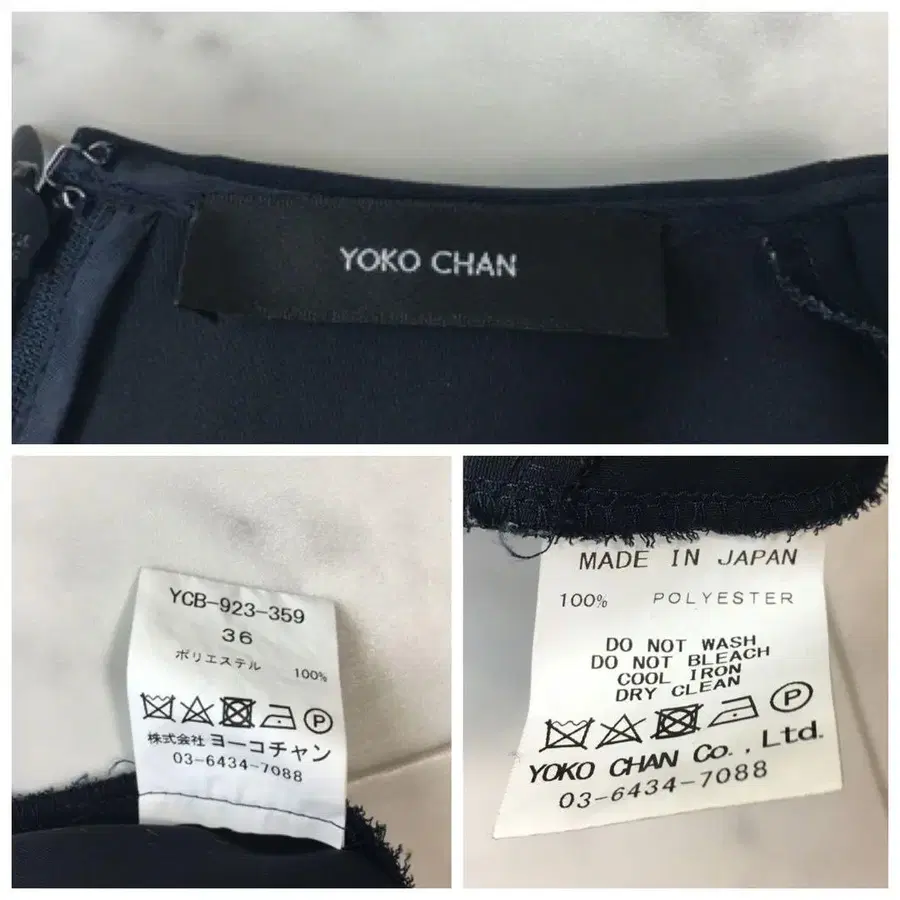 YOKO CHAN
YCB-923-359
36
ポリエステル 100%
株式会社 ヨーコチャン
03-6434-7088
MADE IN JAPAN
100% POLYESTER
DO NOT WASH
DO NOT BLEACH
COOL IRON
DRY CLEAN
YOKO CHAN Co., Ltd.
03-6434-7088